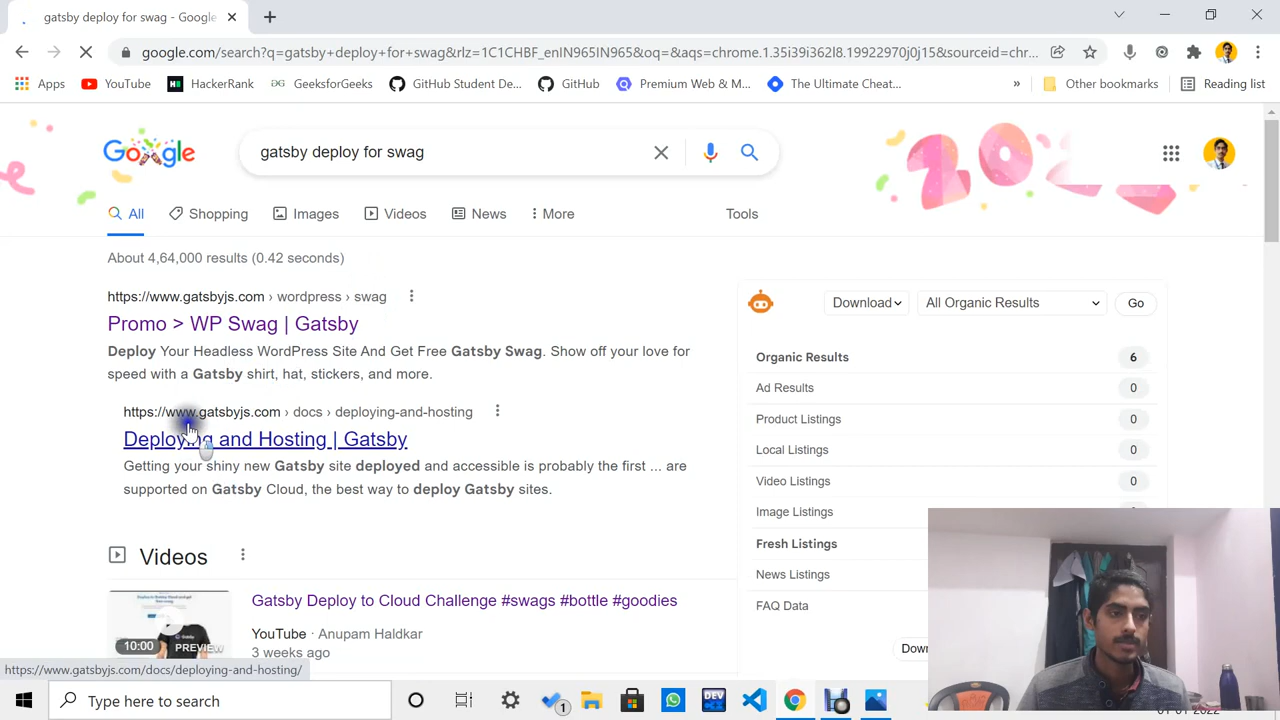 gatsby deploy for swag - Google
google.com/search?q=gatsby+deploy+for+swag&rlz=1C1CHBF_enIN965IN965&oq=&aqs=chrome.1.35i39i362l8.19922970j0j15&sourceid=chr...
Apps YouTube HackerRank GeeksforGeeks GitHub Student D... GitHub Premium Web & M... The Ultimate Cheat... » Other bookmarks Reading list
Google
gatsby deploy for swag
All Shopping Images Videos News More Tools
About 4,64,000 results (0.42 seconds)
https://www.gatsbyjs.com › wordpress › swag
Promo > WP Swag | Gatsby
Deploy Your Headless WordPress Site And Get Free Gatsby Swag. Show off your love for
speed with a Gatsby shirt, hat, stickers, and more.
https://www.gatsbyjs.com › docs › deploying-and-hosting
Deploying and Hosting | Gatsby
Getting your shiny new Gatsby site deployed and accessible is probably the first ... are
supported on Gatsby Cloud, the best way to deploy Gatsby sites.
Videos
Gatsby Deploy to Cloud Challenge #swags #bottle #goodies
YouTube · Anupam Haldkar
3 weeks ago
10:00 PREVIEW
Download All Organic Results Go
Organic Results 6
Ad Results 0
Product Listings 0
Local Listings 0
Video Listings 0
Image Listings
Fresh Listings
News Listings
FAQ Data
https://www.gatsbyjs.com/docs/deploying-and-hosting/
Type here to search
1
DEV
01-01-2022